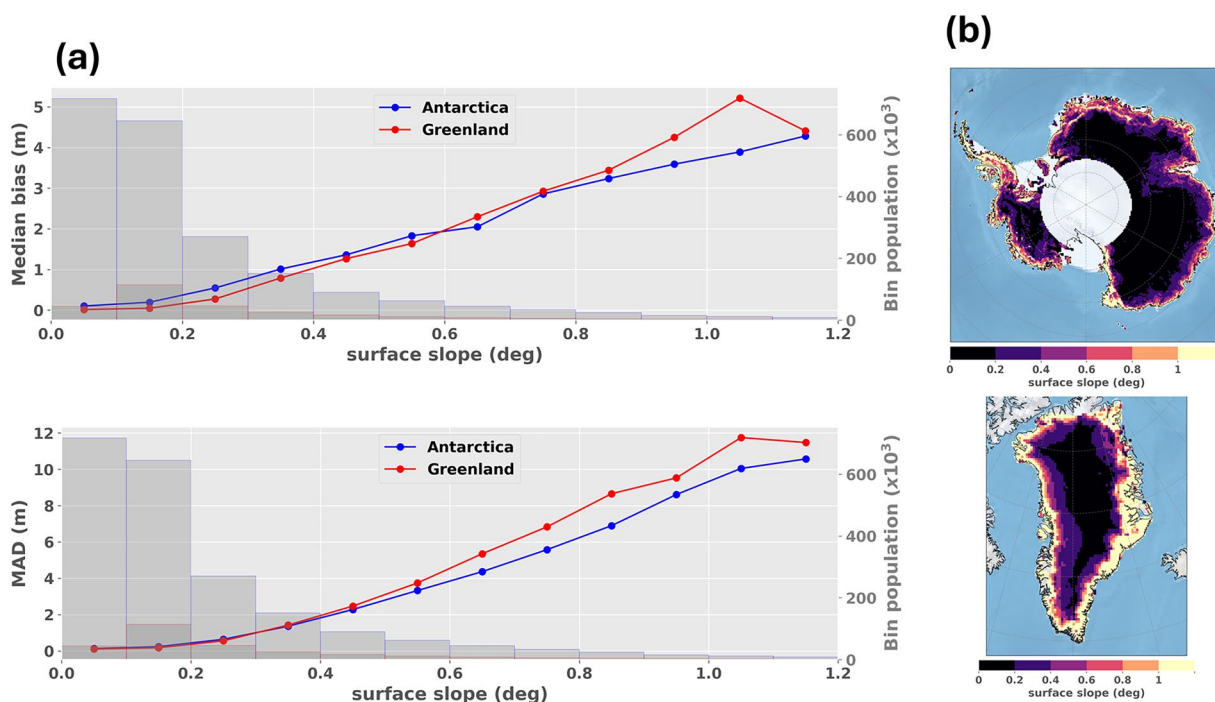 (a)
Median bias (m)
5
4
3
2
1
0
Antarctica
Greenland
600
400
200
0
Bin population (x10³)
0.0 0.2 0.4 0.6 0.8 1.0 1.2
surface slope (deg)
MAD (m)
12
10
8
6
4
2
0
Antarctica
Greenland
600
400
200
0
Bin population (x10³)
0.0 0.2 0.4 0.6 0.8 1.0 1.2
surface slope (deg)
(b)
0 0.2 0.4 0.6 0.8 1
surface slope (deg)
0 0.2 0.4 0.6 0.8 1
surface slope (deg)